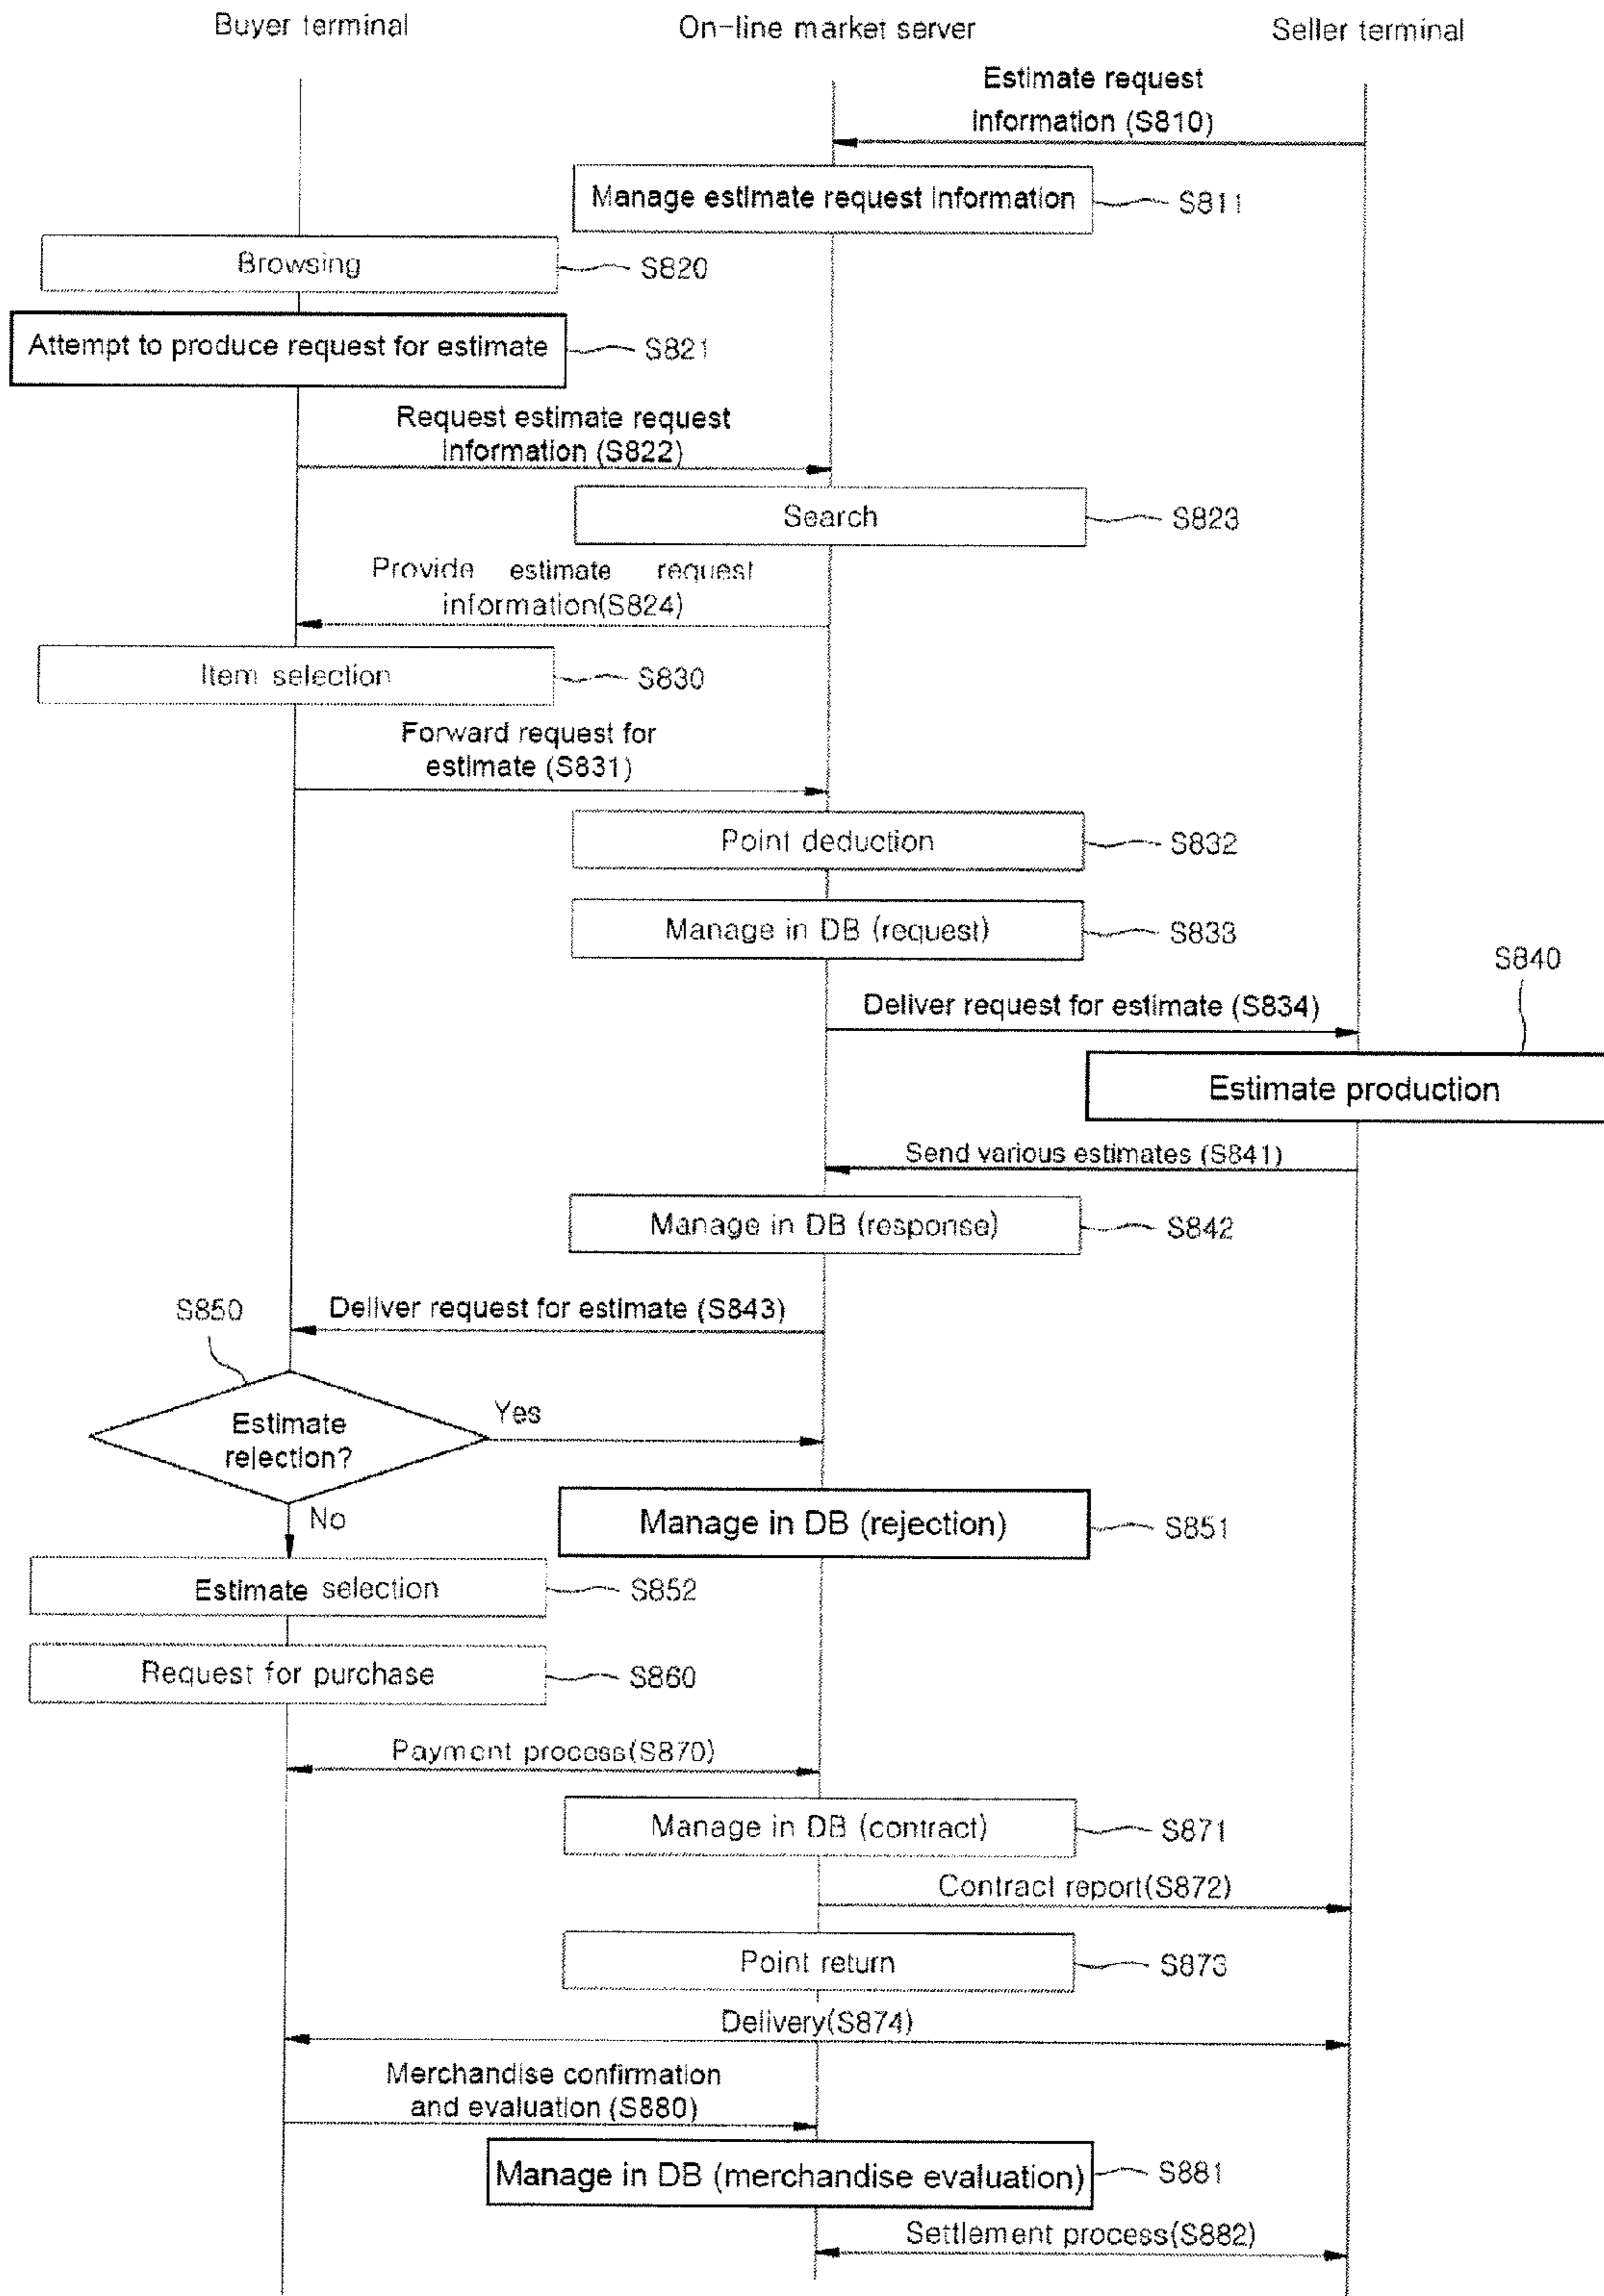 Buyer terminal
On-line market server
Seller terminal
Estimate request
information (S810)
Manage estimate request information
S811
Browsing
S820
Attempt to produce request for estimate
S821
Request estimate request
information (S822)
Search
S823
Provide estimate request
information(S824)
Item selection
S830
Forward request for
estimate (S831)
Point deduction
S832
Manage in DB (request)
S833
S840
Deliver request for estimate (S834)
Estimate production
Send various estimates (S841)
Manage in DB (response)
S842
S850
Deliver request for estimate (S843)
Estimate
rejection?
Yes
No
Manage in DB (rejection)
S851
Estimate selection
S852
Request for purchase
S860
Payment process(S870)
Manage in DB (contract)
S871
Contract report(S872)
Point return
S873
Delivery(S874)
Merchandise confirmation
and evaluation (S880)
Manage in DB (merchandise evaluation)
S881
Settlement process(S882)